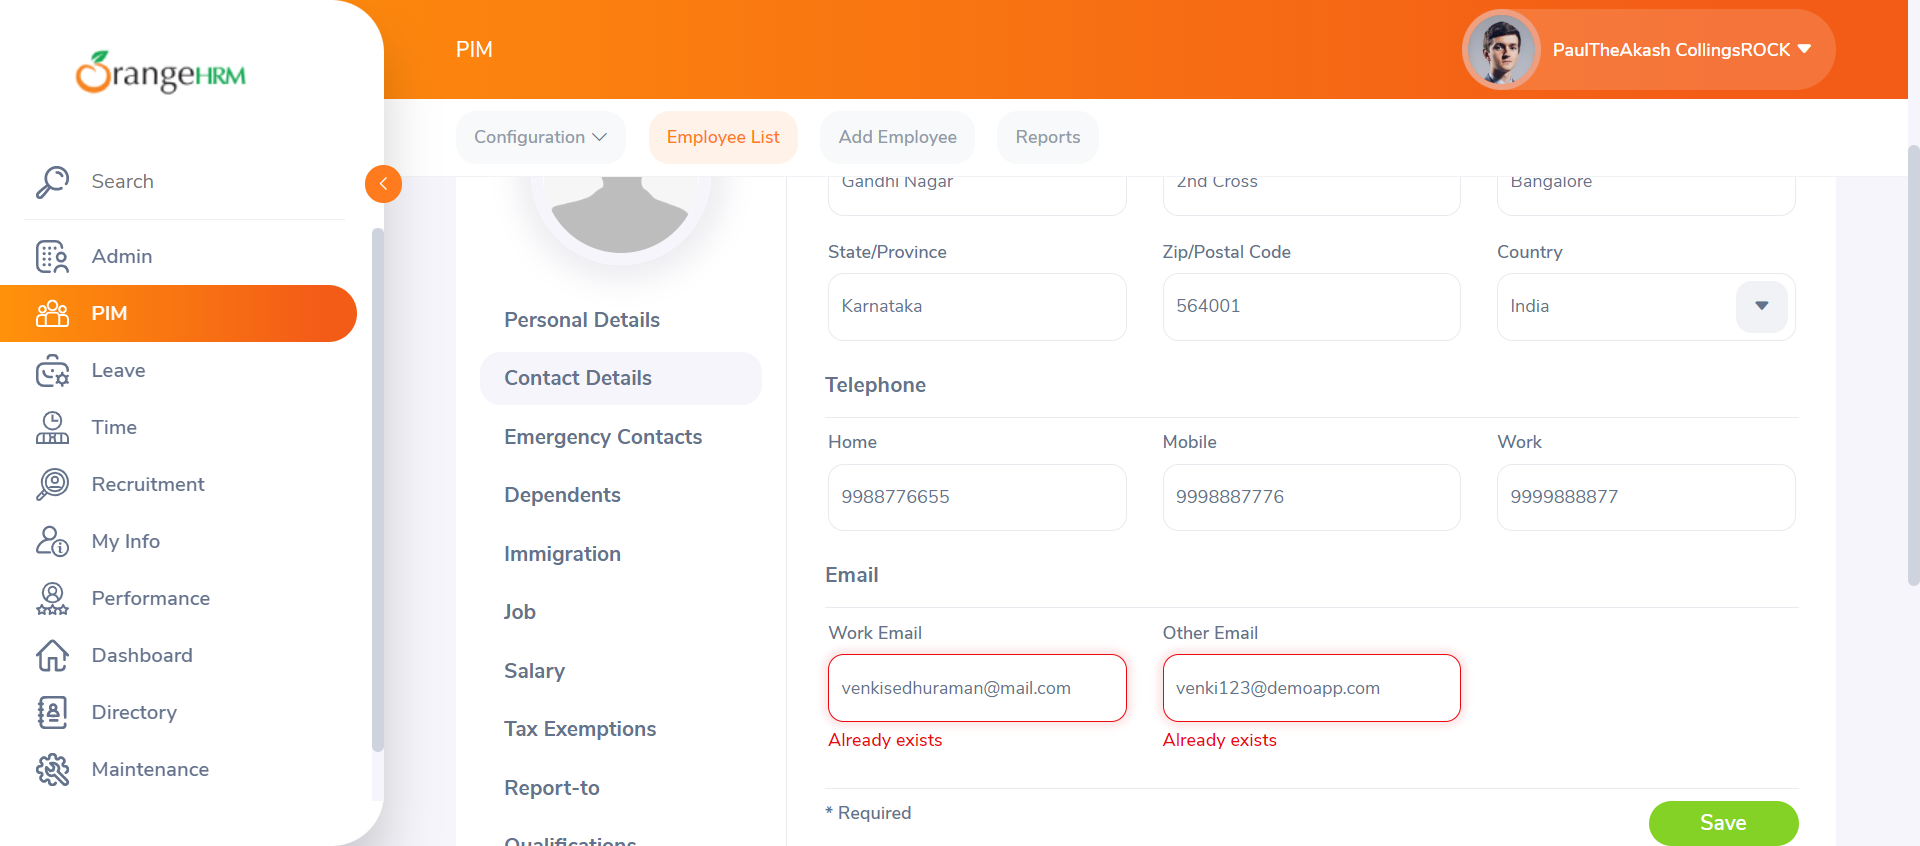 OrangeHRM
PIM
PaulTheAkash CollingsROCK
Configuration
Employee List
Add Employee
Reports
Search
Admin
PIM
Leave
Time
Recruitment
My Info
Performance
Dashboard
Directory
Maintenance
Personal Details
Contact Details
Emergency Contacts
Dependents
Immigration
Job
Salary
Tax Exemptions
Report-to
Qualifications
Gandhi Nagar
2nd Cross
Bangalore
State/Province
Zip/Postal Code
Country
Karnataka
564001
India
Telephone
Home
Mobile
Work
9988776655
9998887776
9999888877
Email
Work Email
Other Email
venkisedhuraman@mail.com
venki123@demoapp.com
Already exists
Already exists
* Required
Save